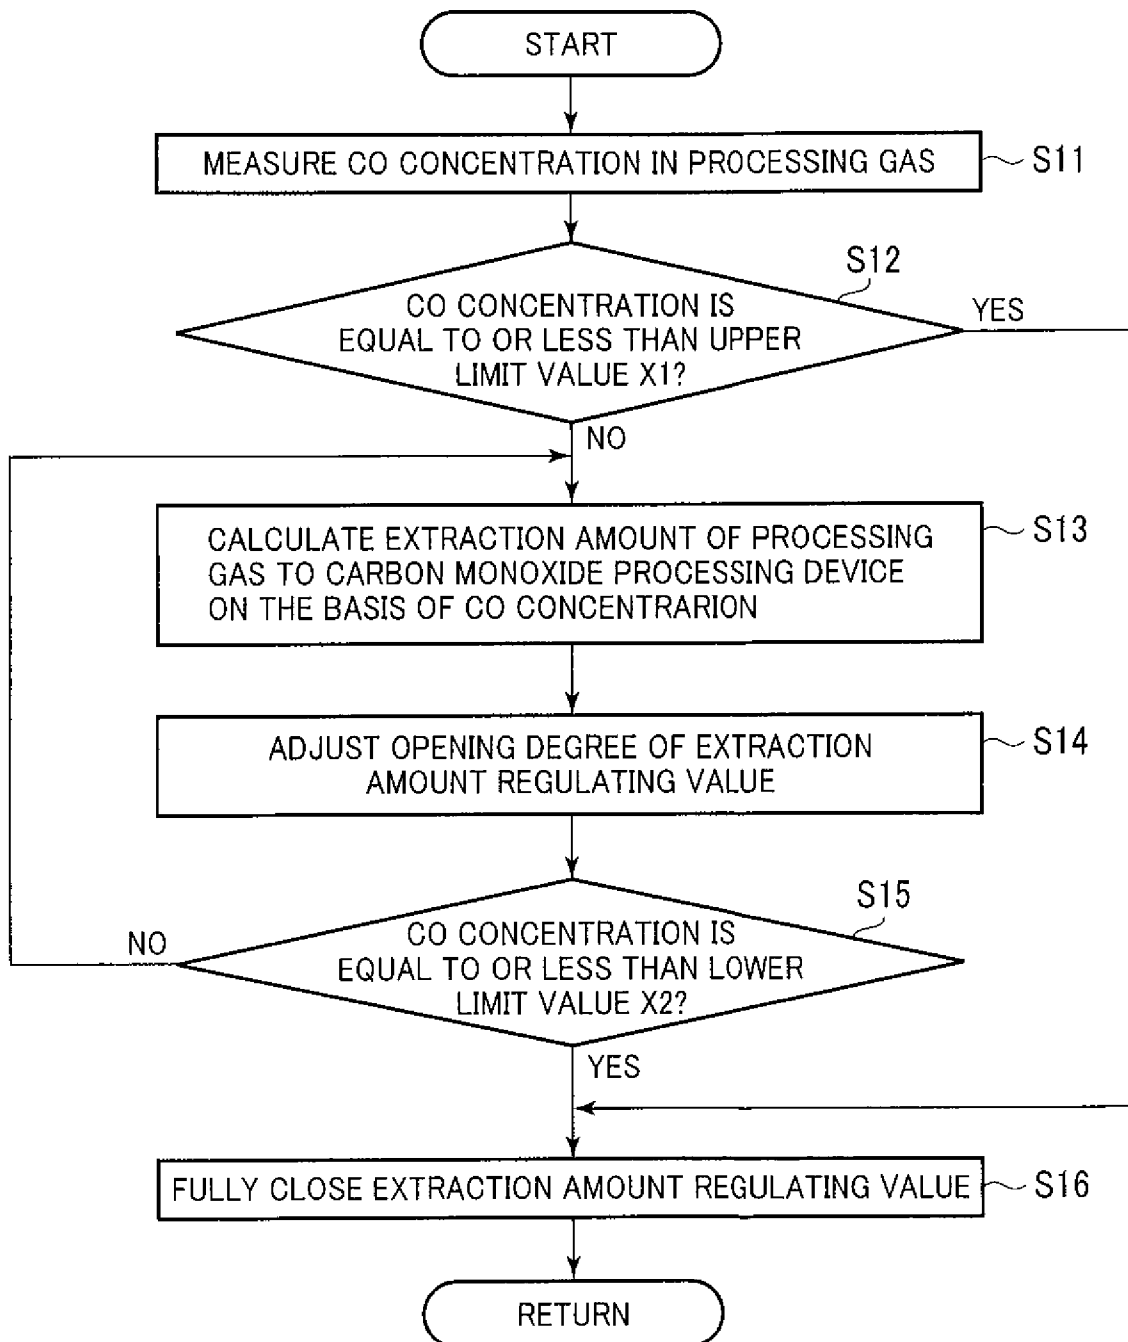 START
MEASURE CO CONCENTRATION IN PROCESSING GAS
S11
S12
CO CONCENTRATION IS
EQUAL TO OR LESS THAN UPPER
LIMIT VALUE X1?
YES
NO
CALCULATE EXTRACTION AMOUNT OF PROCESSING
GAS TO CARBON MONOXIDE PROCESSING DEVICE
ON THE BASIS OF CO CONCENTRARION
S13
ADJUST OPENING DEGREE OF EXTRACTION
AMOUNT REGULATING VALUE
S14
S15
CO CONCENTRATION IS
EQUAL TO OR LESS THAN LOWER
LIMIT VALUE X2?
NO
YES
FULLY CLOSE EXTRACTION AMOUNT REGULATING VALUE
S16
RETURN